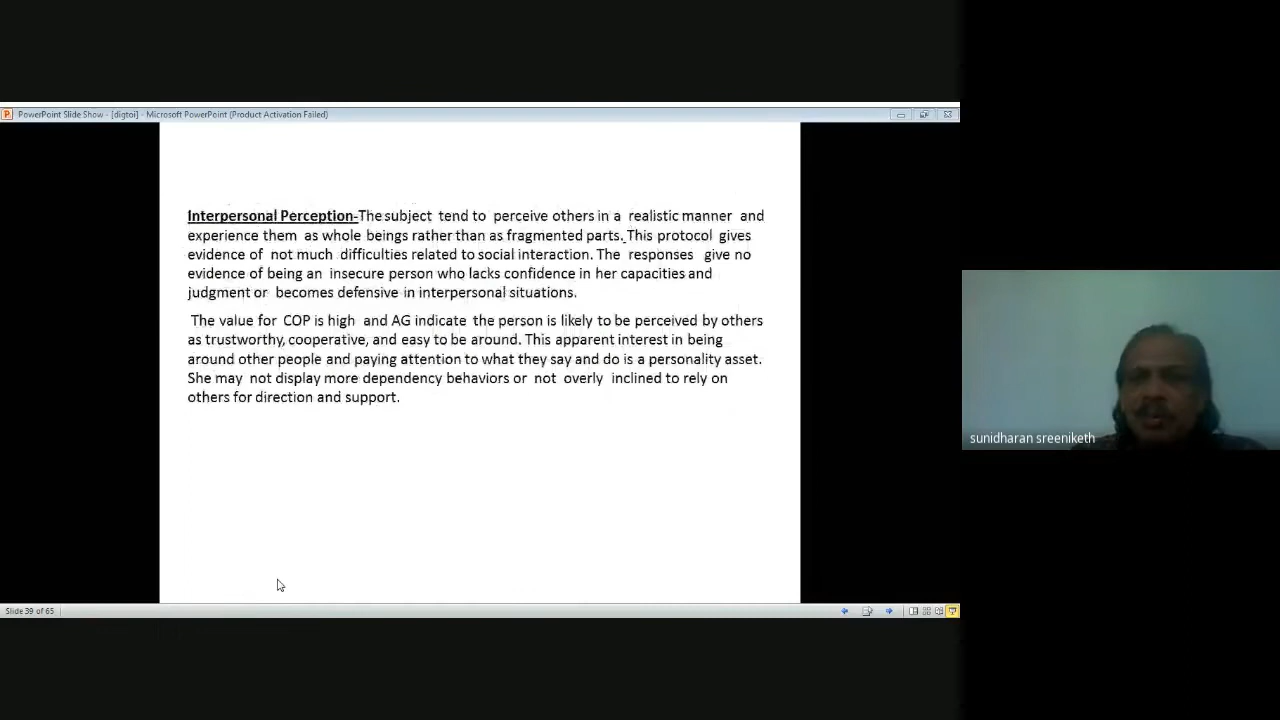 PowerPoint Slide Show - [digtoi] - Microsoft PowerPoint (Product Activation Failed)
Interpersonal Perception-The subject tend to perceive others in a realistic manner and
experience them as whole beings rather than as fragmented parts. This protocol gives
evidence of not much difficulties related to social interaction. The responses give no
evidence of being an insecure person who lacks confidence in her capacities and
judgment or becomes defensive in interpersonal situations.
The value for COP is high and AG indicate the person is likely to be perceived by others
as trustworthy, cooperative, and easy to be around. This apparent interest in being
around other people and paying attention to what they say and do is a personality asset.
She may not display more dependency behaviors or not overly inclined to rely on
others for direction and support.
sunidharan sreeniketh
Slide 39 of 65